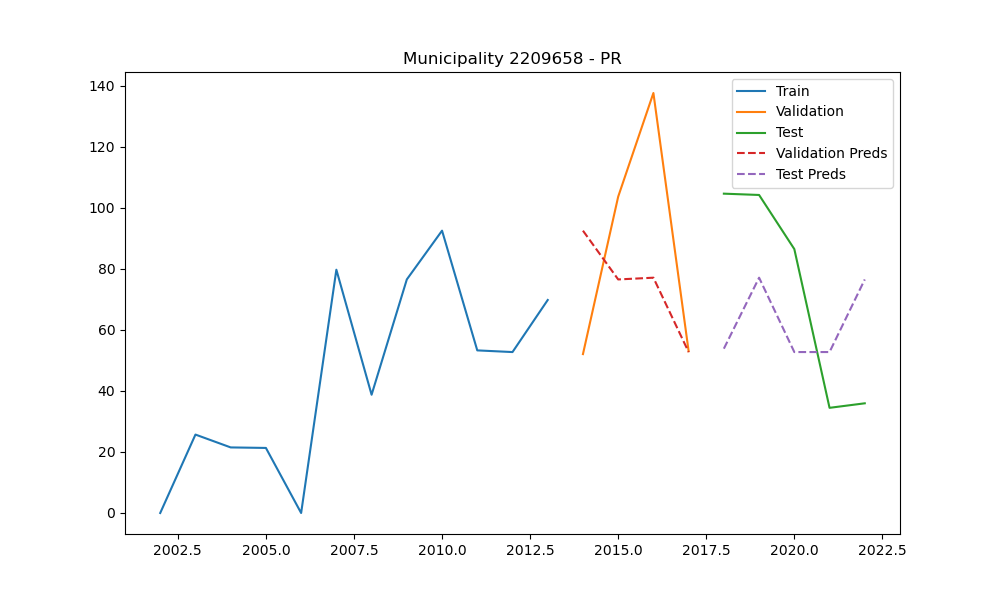 Municipality 2209658 - PR
140
120
100
80
60
40
20
0
2002.5 2005.0 2007.5 2010.0 2012.5 2015.0 2017.5 2020.0 2022.5
Train
Validation
Test
Validation Preds
Test Preds